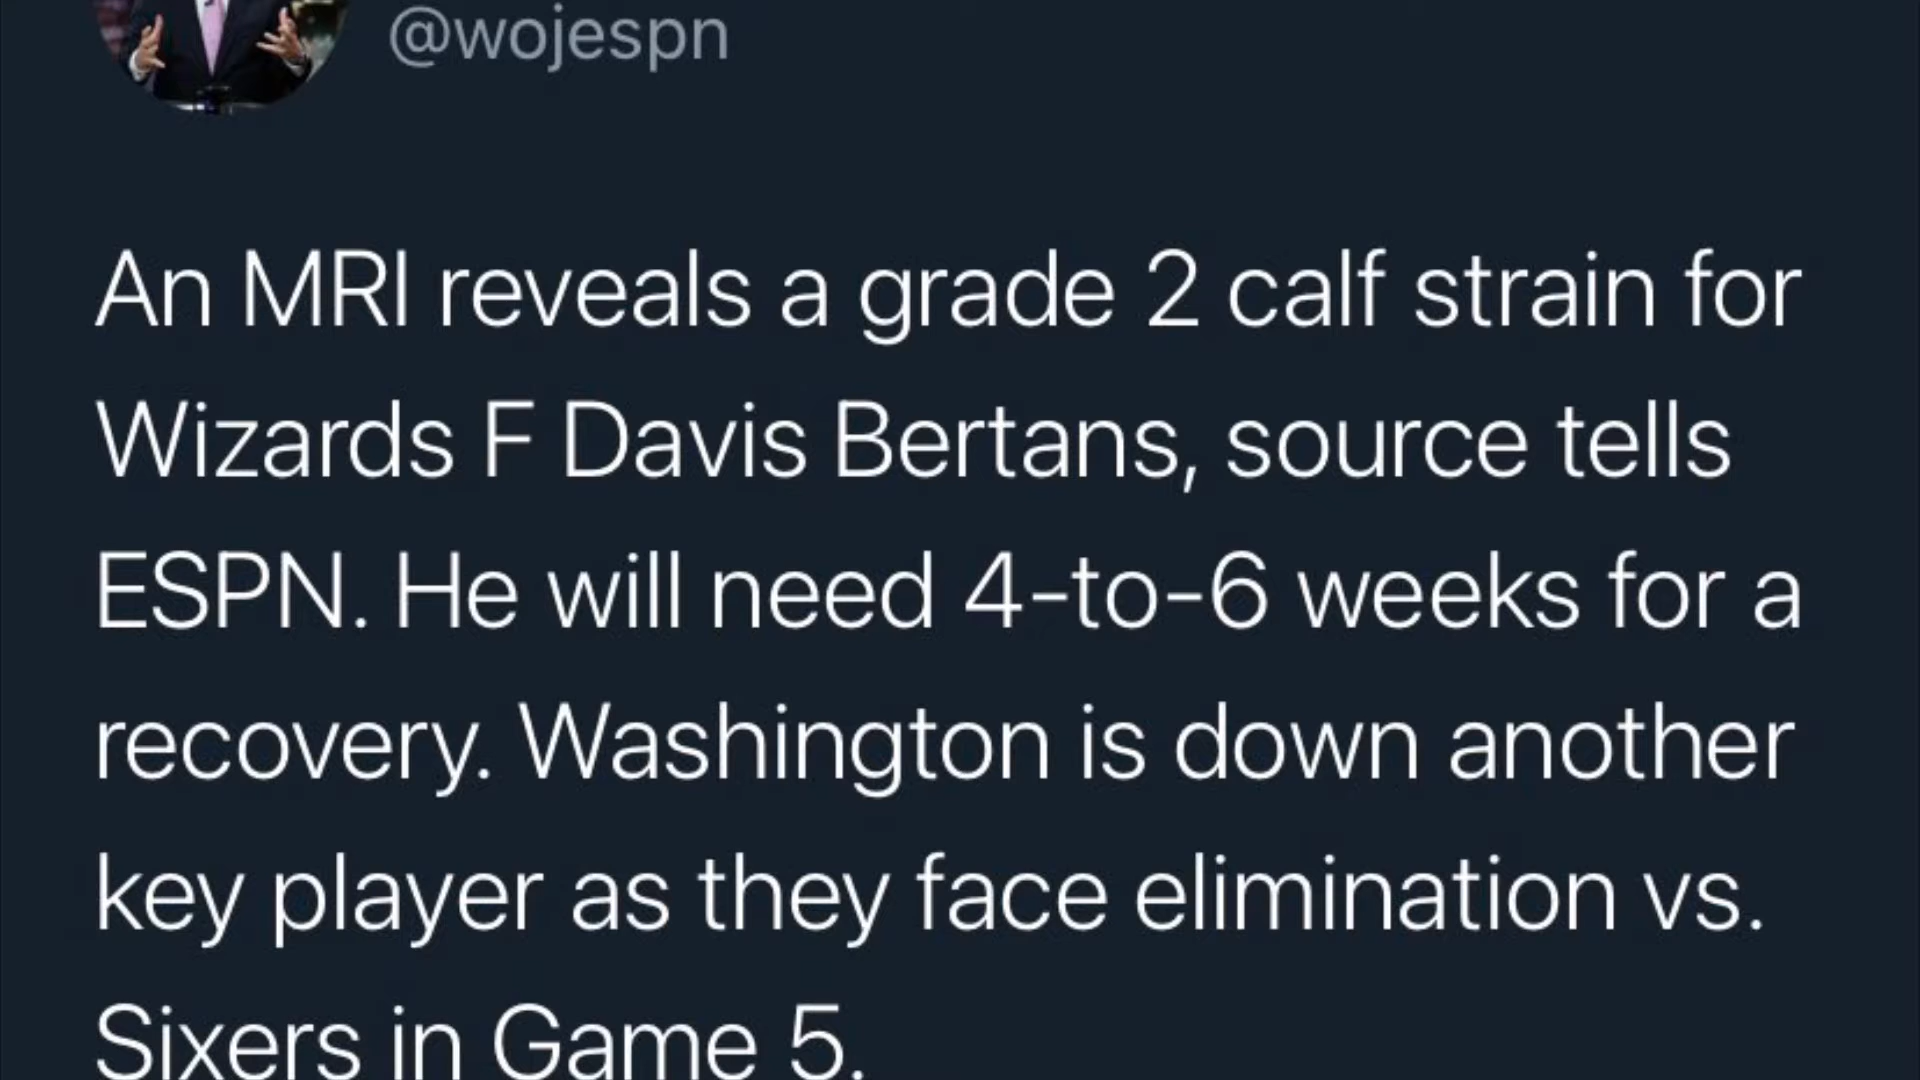 @wojespn
An MRI reveals a grade 2 calf strain for
Wizards F Davis Bertans, source tells
ESPN. He will need 4-to-6 weeks for a
recovery. Washington is down another
key player as they face elimination vs.
Sixers in Game 5.